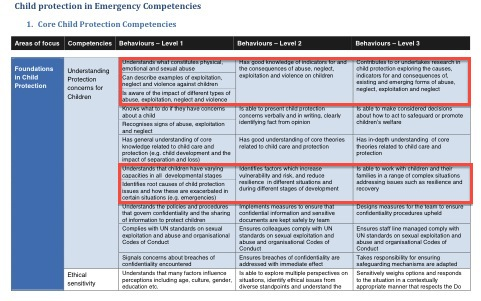 Child protection in Emergency Competencies
1. Core Child Protection Competencies
Areas of focus
Competencies
Behaviours – Level 1
Behaviours – Level 2
Behaviours – Level 3
Foundations
in Child
Protection
Understanding
Protection
concerns for
Children
Understands what constitutes physical,
emotional and sexual abuse
Can describe examples of exploitation,
neglect and violence against children
Is aware of the impact of different types of
abuse, exploitation, neglect and violence
Has good knowledge of indicators for and
the consequences of abuse, neglect,
exploitation and violence on children
Contributes to or undertakes research in
child protection exploring the causes,
indicators for and consequences of,
existing and emerging forms of abuse,
neglect, exploitation and neglect
Knows what to do if they have concerns
about a child
Recognises signs of abuse, exploitation
and neglect
Is able to present child protection
concerns verbally and in writing, clearly
identifying fact from opinion
Is able to make considered decisions
about how to act to safeguard or promote
children's welfare
Has general understanding of core
knowledge related to child care and
protection (e.g. child development and the
impact of separation and loss)
Has good understanding of core theories
related to child care and protection
Has in-depth understanding of core
theories related to child care and
protection
Understands that children have varying
capacities in all developmental stages
Identifies root causes of child protection
issues and how these are exacerbated in
certain situations (e.g. emergencies)
Identifies factors which increase
vulnerability and risk, and reduce
resilience in different situations and
during different stages of development
Is able to work with children and their
families in a range of complex situations
addressing issues such as resilience and
recovery
Understands the policies and procedures
that govern confidentiality and the sharing
of information to protect children
Implements measures to ensure that
confidential information and sensitive
documents are kept safely by team
Designs measures for the team to ensure
confidentiality procedures upheld
Complies with UN standards on sexual
exploitation and abuse and organisational
Codes of Conduct
Ensures colleagues comply with UN
standards on sexual exploitation and
abuse and organisational Codes of
Conduct
Ensures staff line managed comply with
UN standards on sexual exploitation and
abuse and organisational Codes of
Conduct
Signals concerns about breaches of
confidentiality encountered
Ensures breaches of confidentiality are
addressed with immediate effect
Takes responsibility for ensuring
safeguarding mechanisms are adapted
Ethical
sensitivity
Understands that many factors influence
perceptions including age, culture, gender,
education etc.
Is able to explore multiple perspectives on
situations, identify ethical issues from
diverse standpoints and understand the
Sensitively weighs options and responds
to the situation in a contextually
appropriate manner that respects the Do